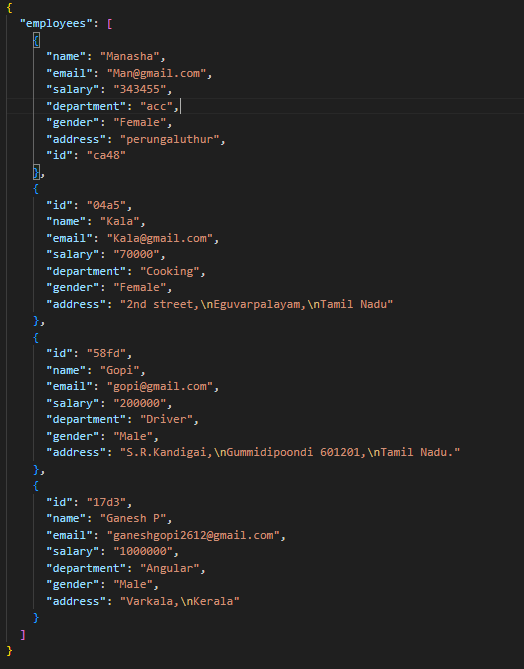 {
  "employees": [
    {
      "name": "Manasha",
      "email": "Man@gmail.com",
      "salary": "343455",
      "department": "acc",
      "gender": "Female",
      "address": "perungaluthur",
      "id": "ca48"
    },
    {
      "id": "04a5",
      "name": "Kala",
      "email": "Kala@gmail.com",
      "salary": "70000",
      "department": "Cooking",
      "gender": "Female",
      "address": "2nd street,\nEguvarpalayam,\nTamil Nadu"
    },
    {
      "id": "58fd",
      "name": "Gopi",
      "email": "gopi@gmail.com",
      "salary": "200000",
      "department": "Driver",
      "gender": "Male",
      "address": "S.R.Kandigai,\nGummidipoondi 601201,\nTamil Nadu."
    },
    {
      "id": "17d3",
      "name": "Ganesh P",
      "email": "ganeshgopi2612@gmail.com",
      "salary": "1000000",
      "department": "Angular",
      "gender": "Male",
      "address": "Varkala,\nKerala"
    }
  ]
}